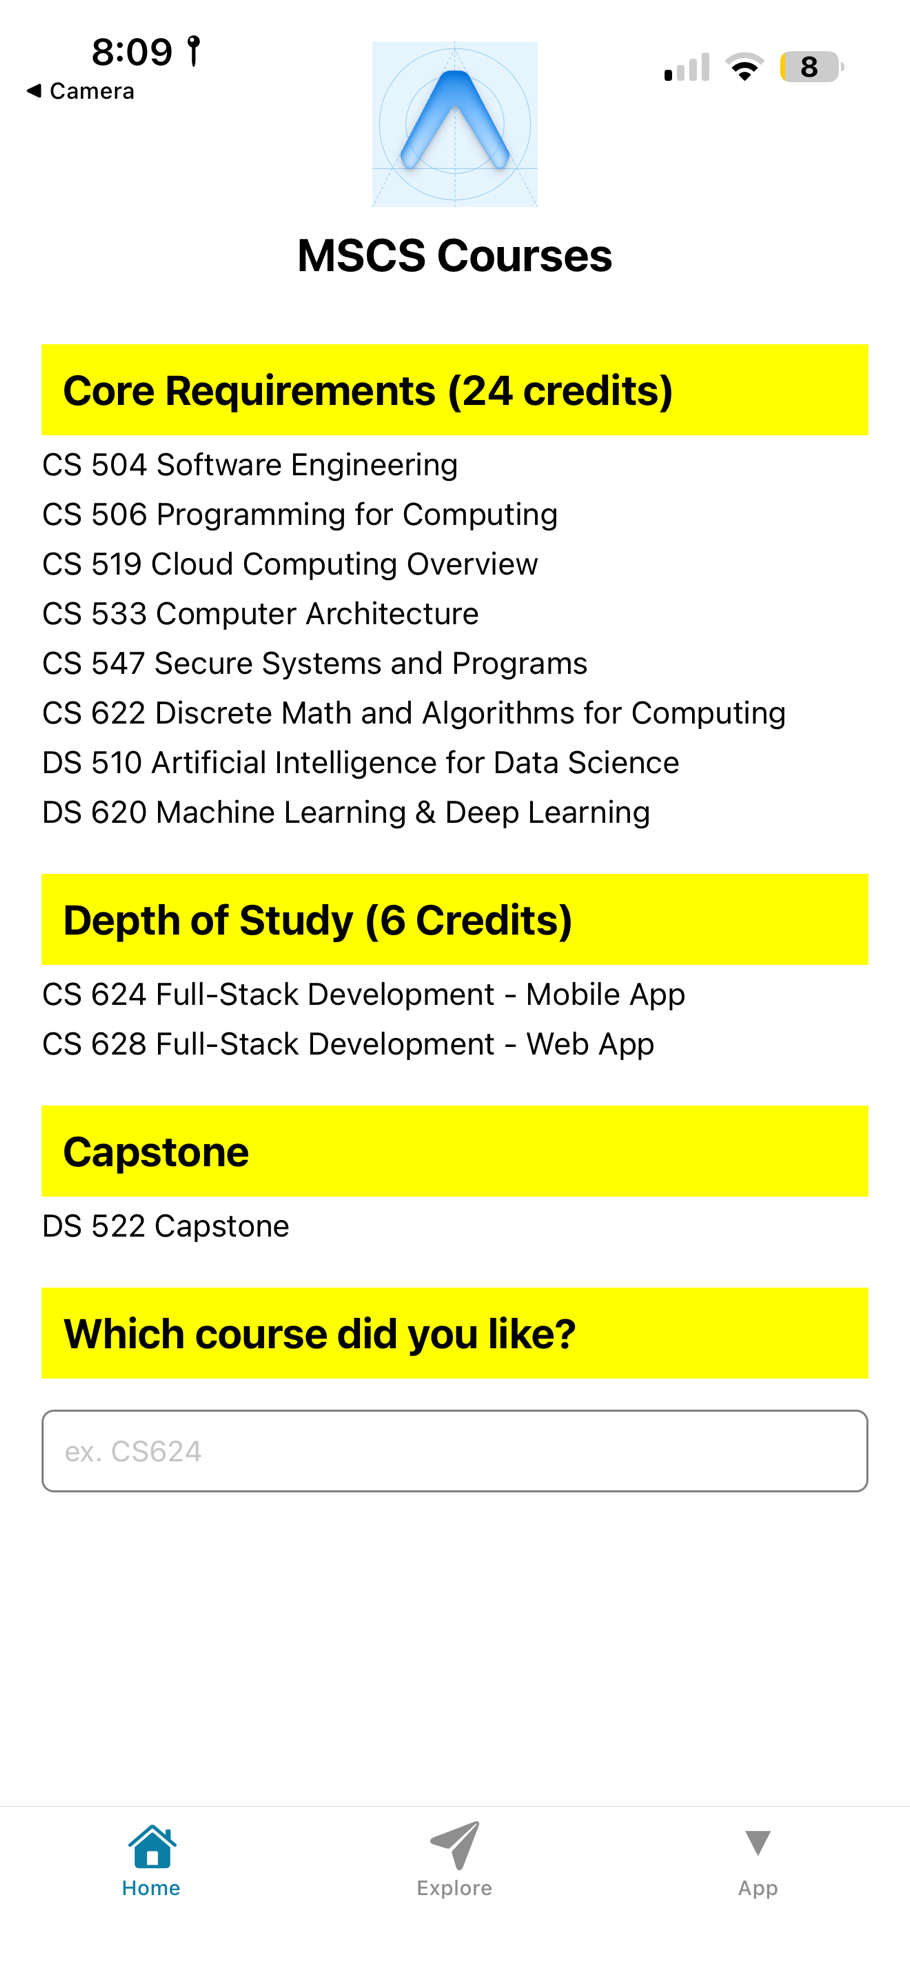 8:09
8
◀ Camera
MSCS Courses
Core Requirements (24 credits)
CS 504 Software Engineering
CS 506 Programming for Computing
CS 519 Cloud Computing Overview
CS 533 Computer Architecture
CS 547 Secure Systems and Programs
CS 622 Discrete Math and Algorithms for Computing
DS 510 Artificial Intelligence for Data Science
DS 620 Machine Learning & Deep Learning
Depth of Study (6 Credits)
CS 624 Full-Stack Development - Mobile App
CS 628 Full-Stack Development - Web App
Capstone
DS 522 Capstone
Which course did you like?
ex. CS624
Home
Explore
App